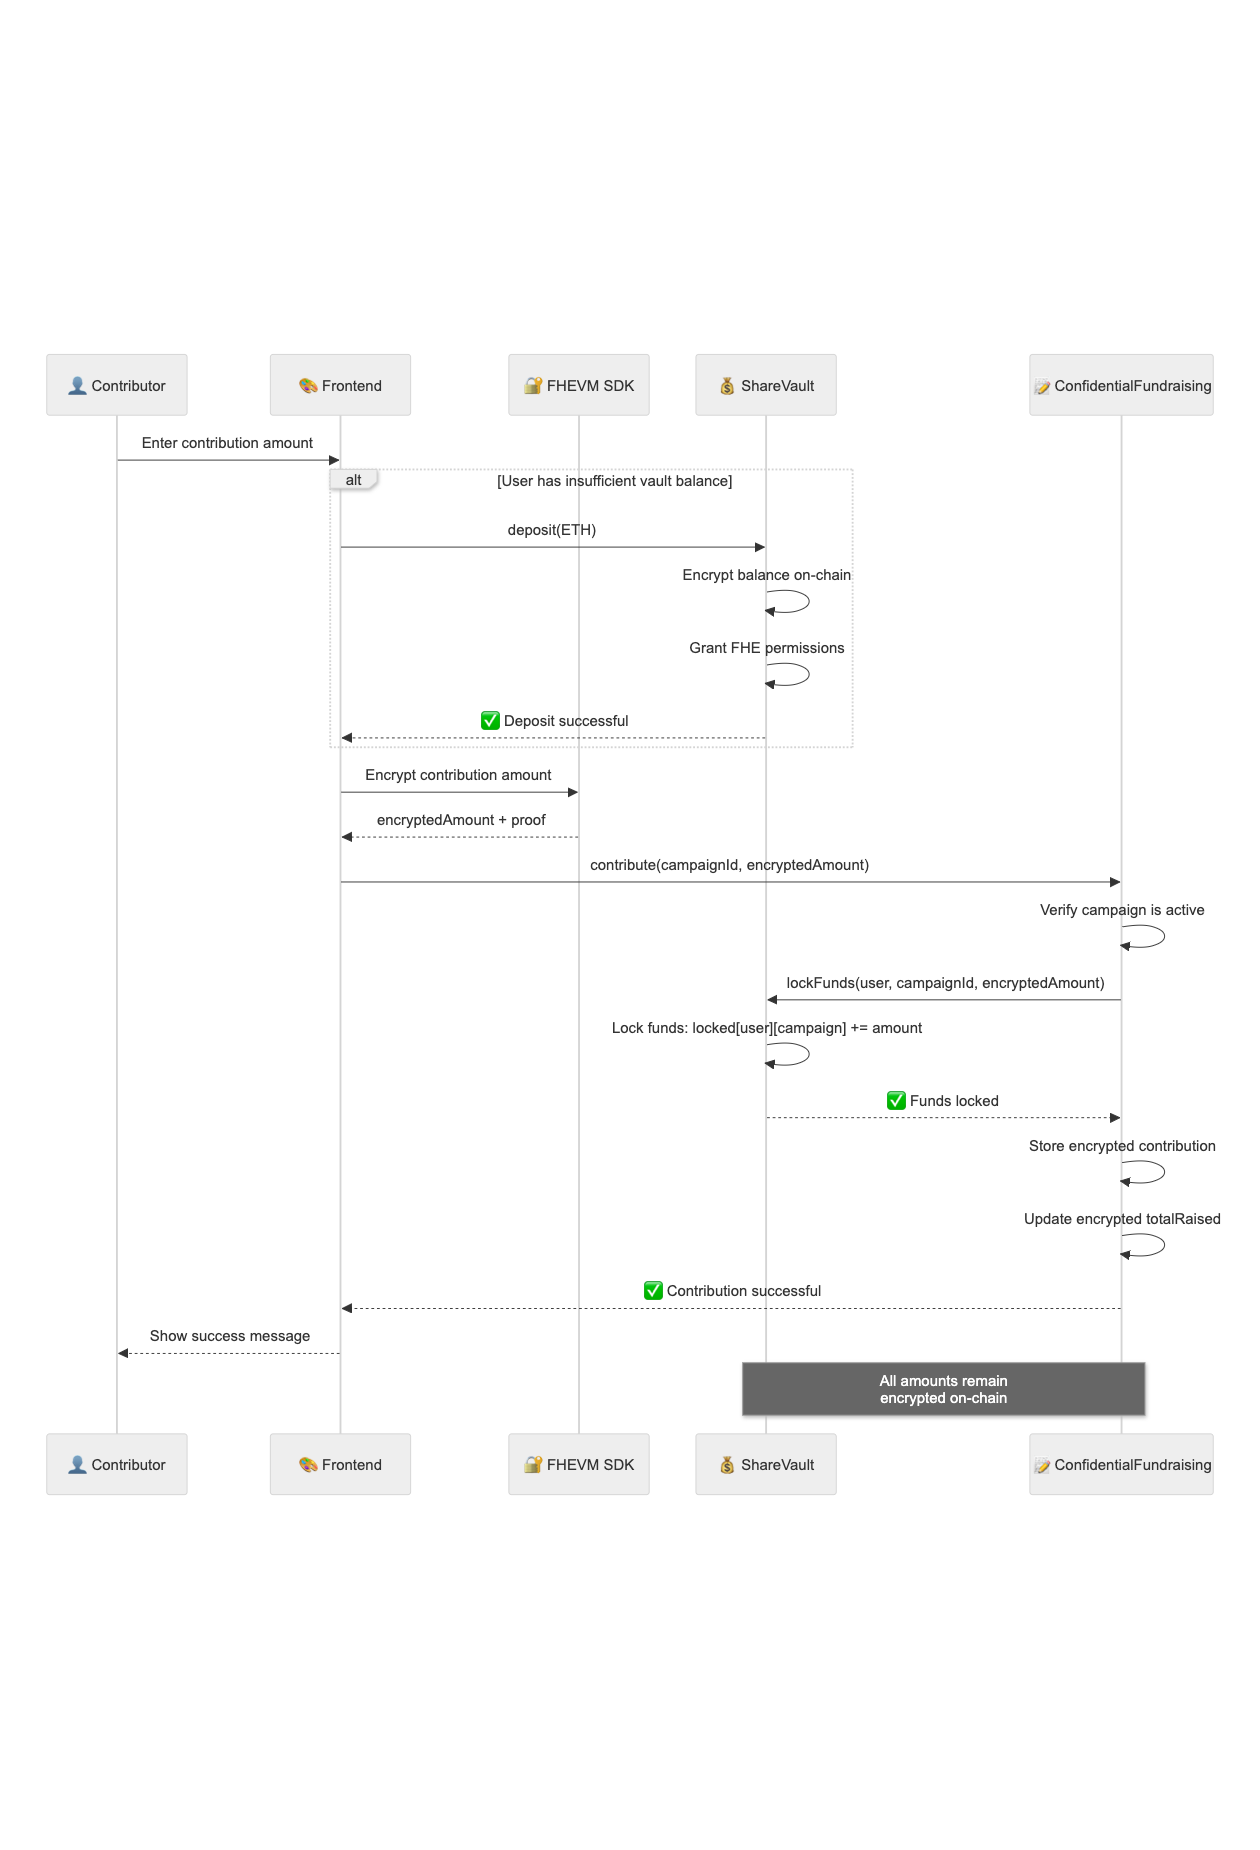 👤 Contributor
🎨 Frontend
🔐 FHEVM SDK
💰 ShareVault
📝 ConfidentialFundraising
Enter contribution amount
alt
[User has insufficient vault balance]
deposit(ETH)
Encrypt balance on-chain
Grant FHE permissions
✅ Deposit successful
Encrypt contribution amount
encryptedAmount + proof
contribute(campaignId, encryptedAmount)
Verify campaign is active
lockFunds(user, campaignId, encryptedAmount)
Lock funds: locked[user][campaign] += amount
✅ Funds locked
Store encrypted contribution
Update encrypted totalRaised
✅ Contribution successful
Show success message
All amounts remain
encrypted on-chain
👤 Contributor
🎨 Frontend
🔐 FHEVM SDK
💰 ShareVault
📝 ConfidentialFundraising